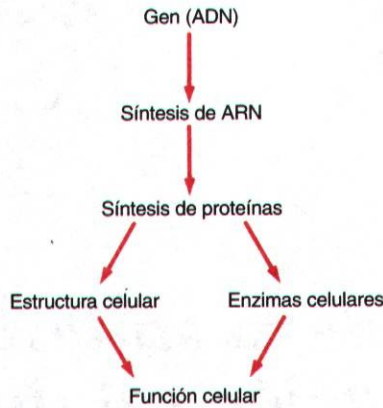 Gen (ADN)
Síntesis de ARN
Síntesis de proteínas
Estructura celular
Enzimas celulares
Función celular